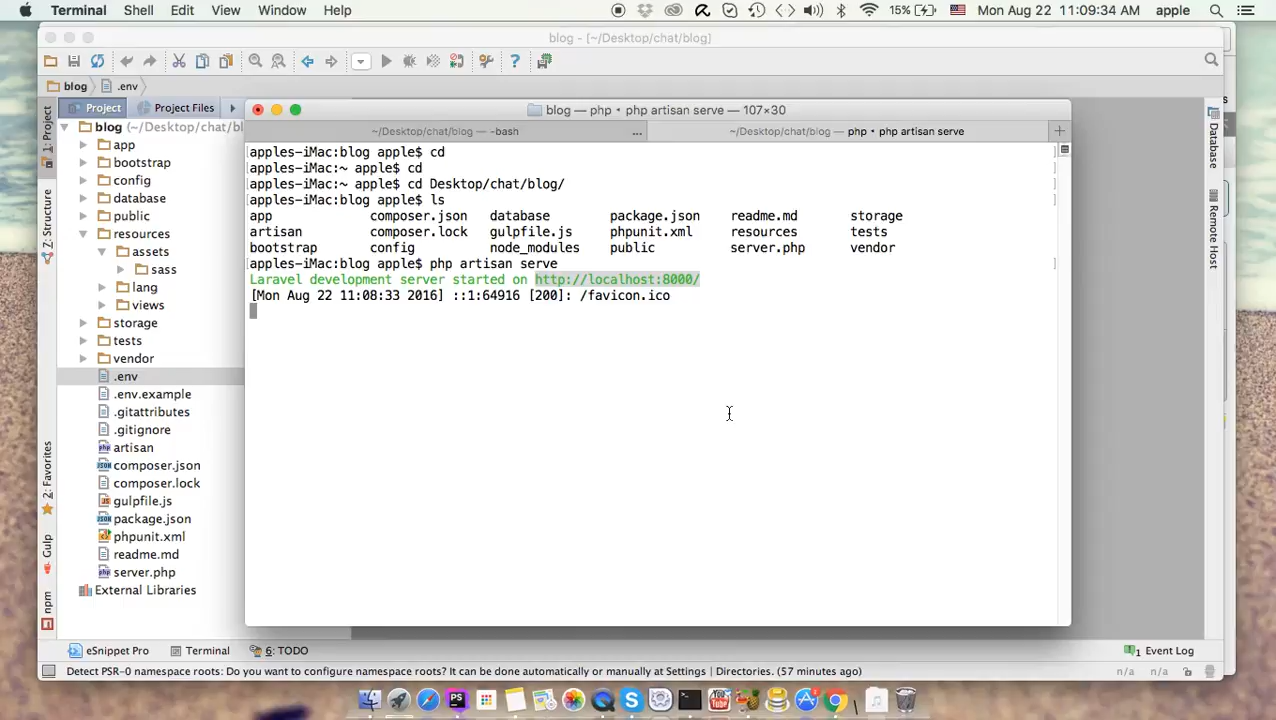 Terminal Shell Edit View Window Help 15% Mon Aug 22 11:09:34 AM apple
blog - [~/Desktop/chat/blog]
blog .env
Project Project Files
blog — php • php artisan serve — 107×30
~/Desktop/chat/blog — -bash ... ~/Desktop/chat/blog — php • php artisan serve +
1: Project
Z: Structure
2: Favorites
Gulp
npm
blog (~/Desktop/chat/bl
app
bootstrap
config
database
public
resources
assets
sass
lang
views
storage
tests
vendor
.env
.env.example
.gitattributes
.gitignore
artisan
composer.json
composer.lock
gulpfile.js
package.json
phpunit.xml
readme.md
server.php
External Libraries
[apples-iMac:blog apple$ cd ]
[apples-iMac:~ apple$ cd ]
[apples-iMac:~ apple$ cd Desktop/chat/blog/ ]
[apples-iMac:blog apple$ ls ]
app composer.json database package.json readme.md storage
artisan composer.lock gulpfile.js phpunit.xml resources tests
bootstrap config node_modules public server.php vendor
[apples-iMac:blog apple$ php artisan serve ]
Laravel development server started on http://localhost:8000/
[Mon Aug 22 11:08:33 2016] ::1:64916 [200]: /favicon.ico
Database
Remote Host
eSnippet Pro Terminal 6: TODO 1 Event Log
Detect PSR-0 namespace roots: Do you want to configure namespace roots? It can be done automatically or manually at Settings | Directories. (57 minutes ago) n/a n/a